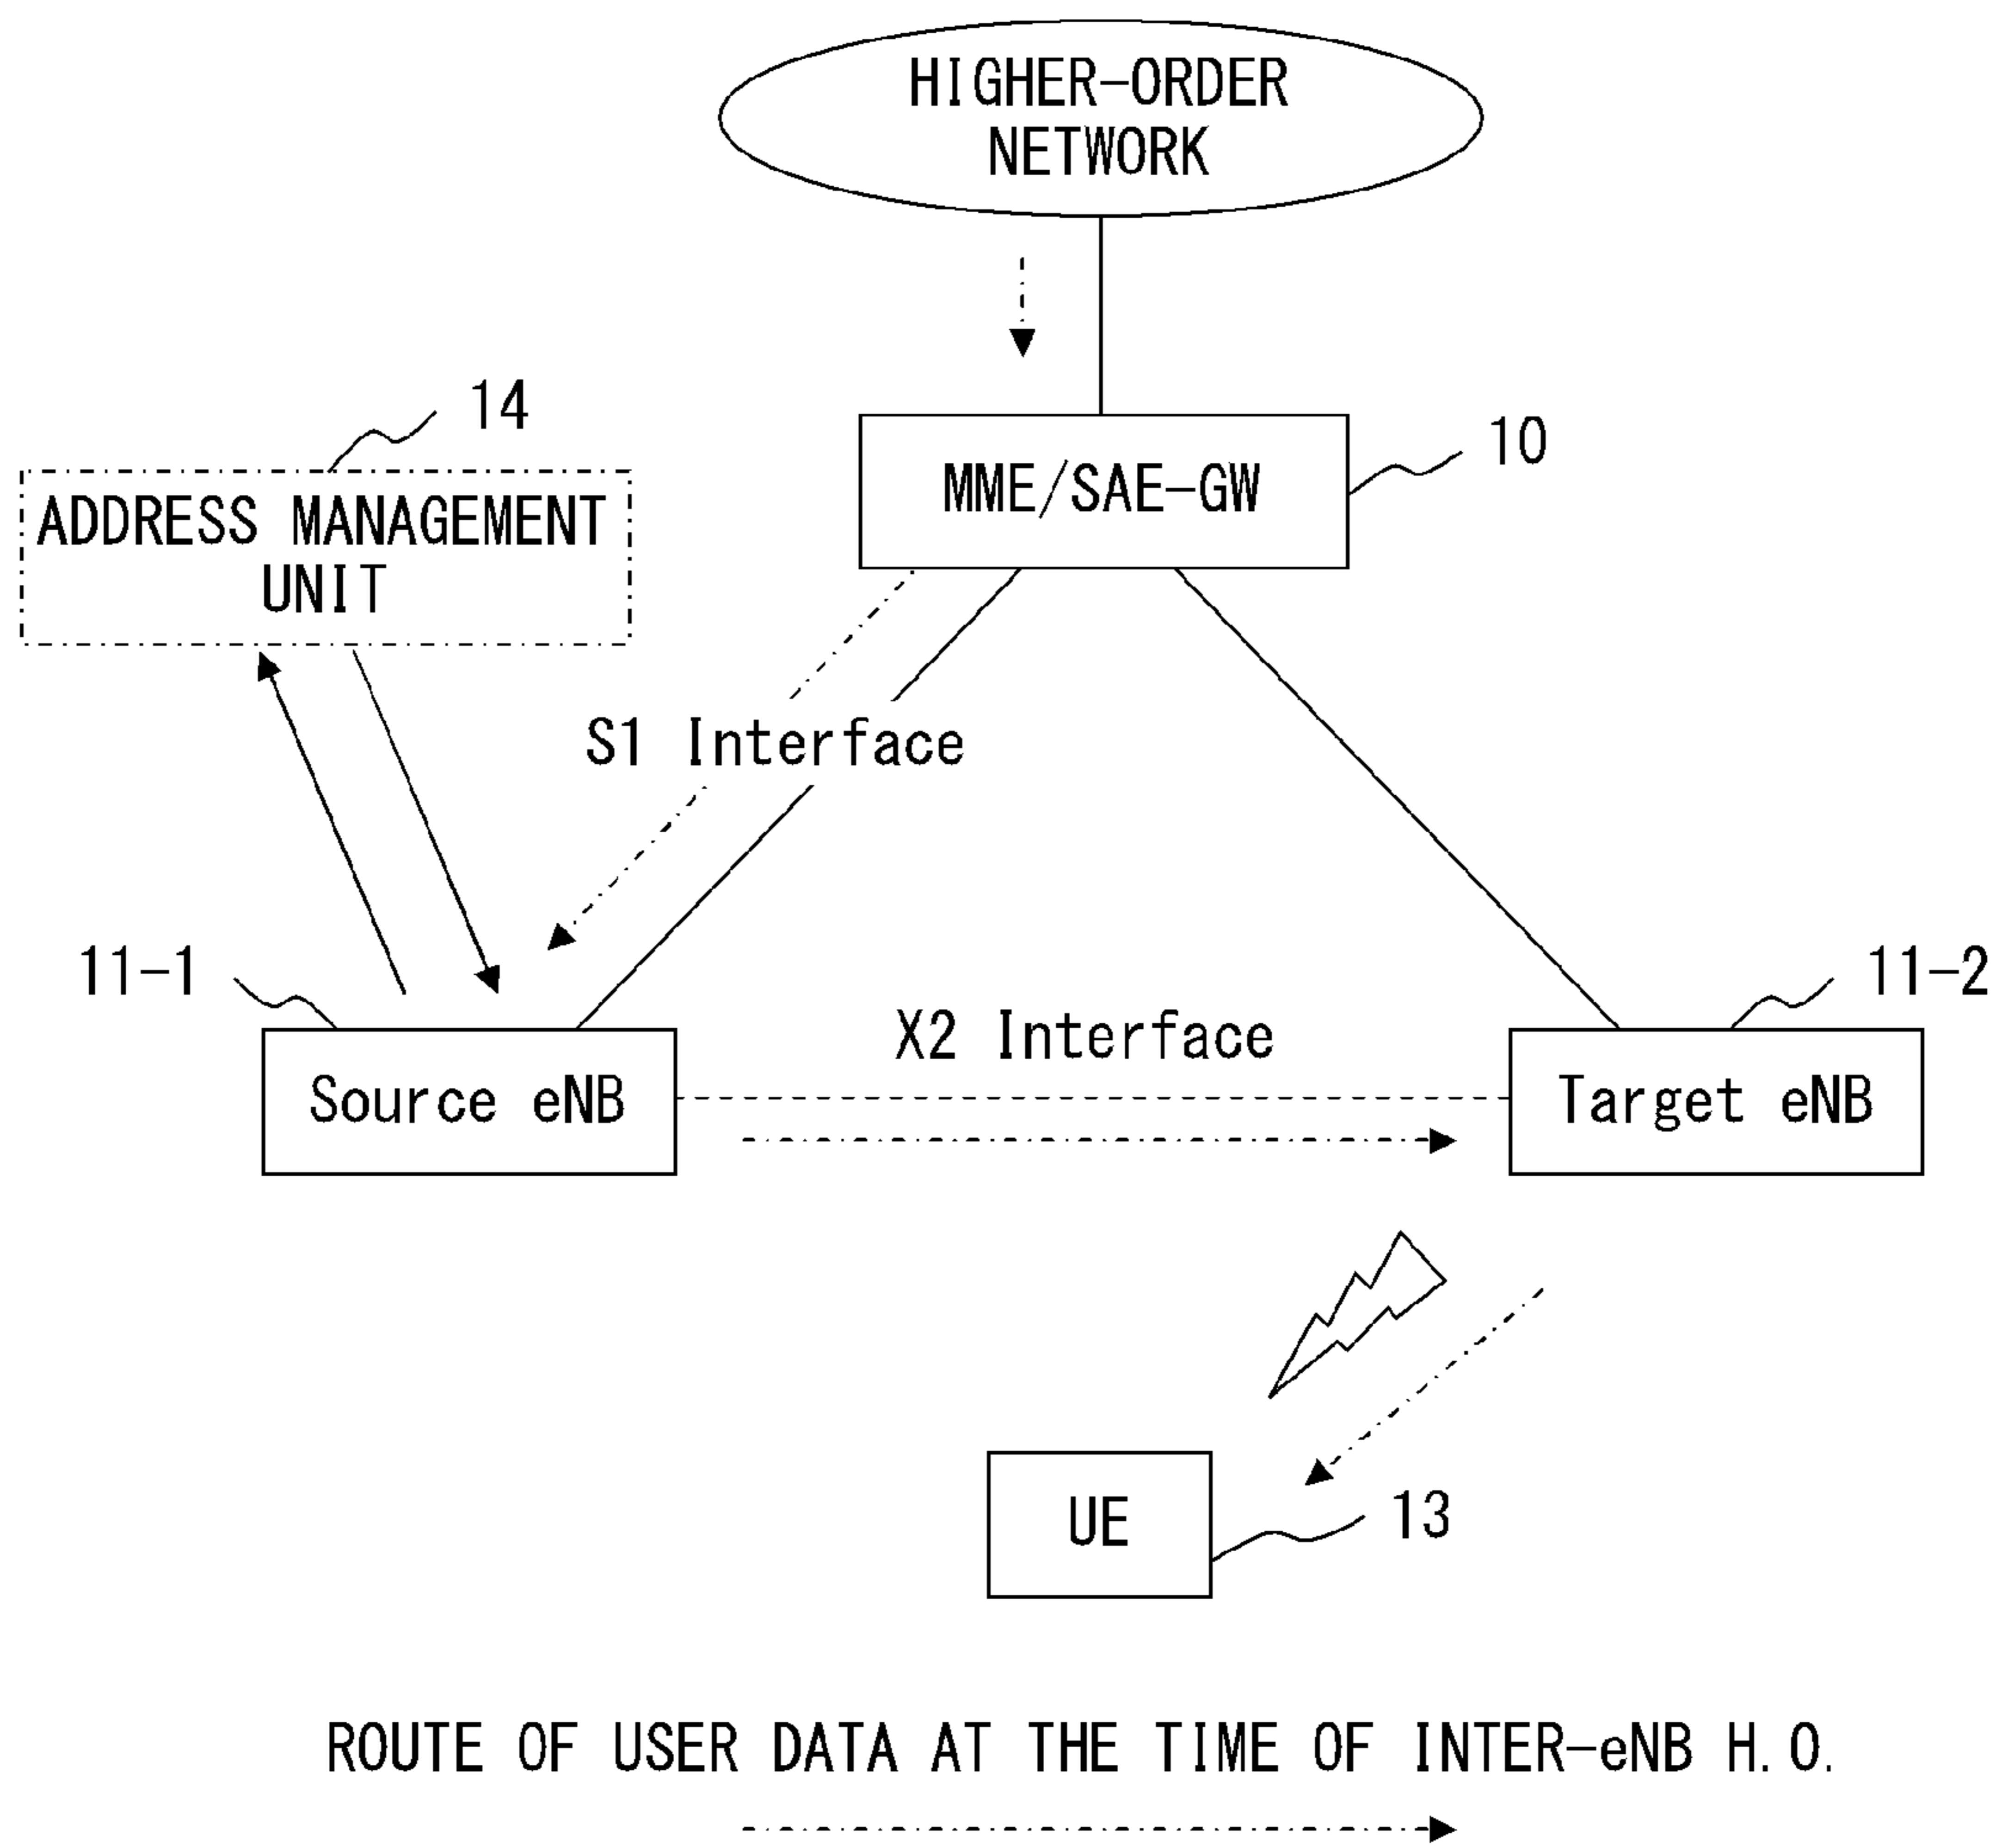 HIGHER-ORDER
NETWORK
14
10
MME/SAE-GW
ADDRESS MANAGEMENT
UNIT
S1 Interface
11-1
11-2
X2 Interface
Source eNB
Target eNB
13
UE
ROUTE OF USER DATA AT THE TIME OF INTER-eNB H.O.